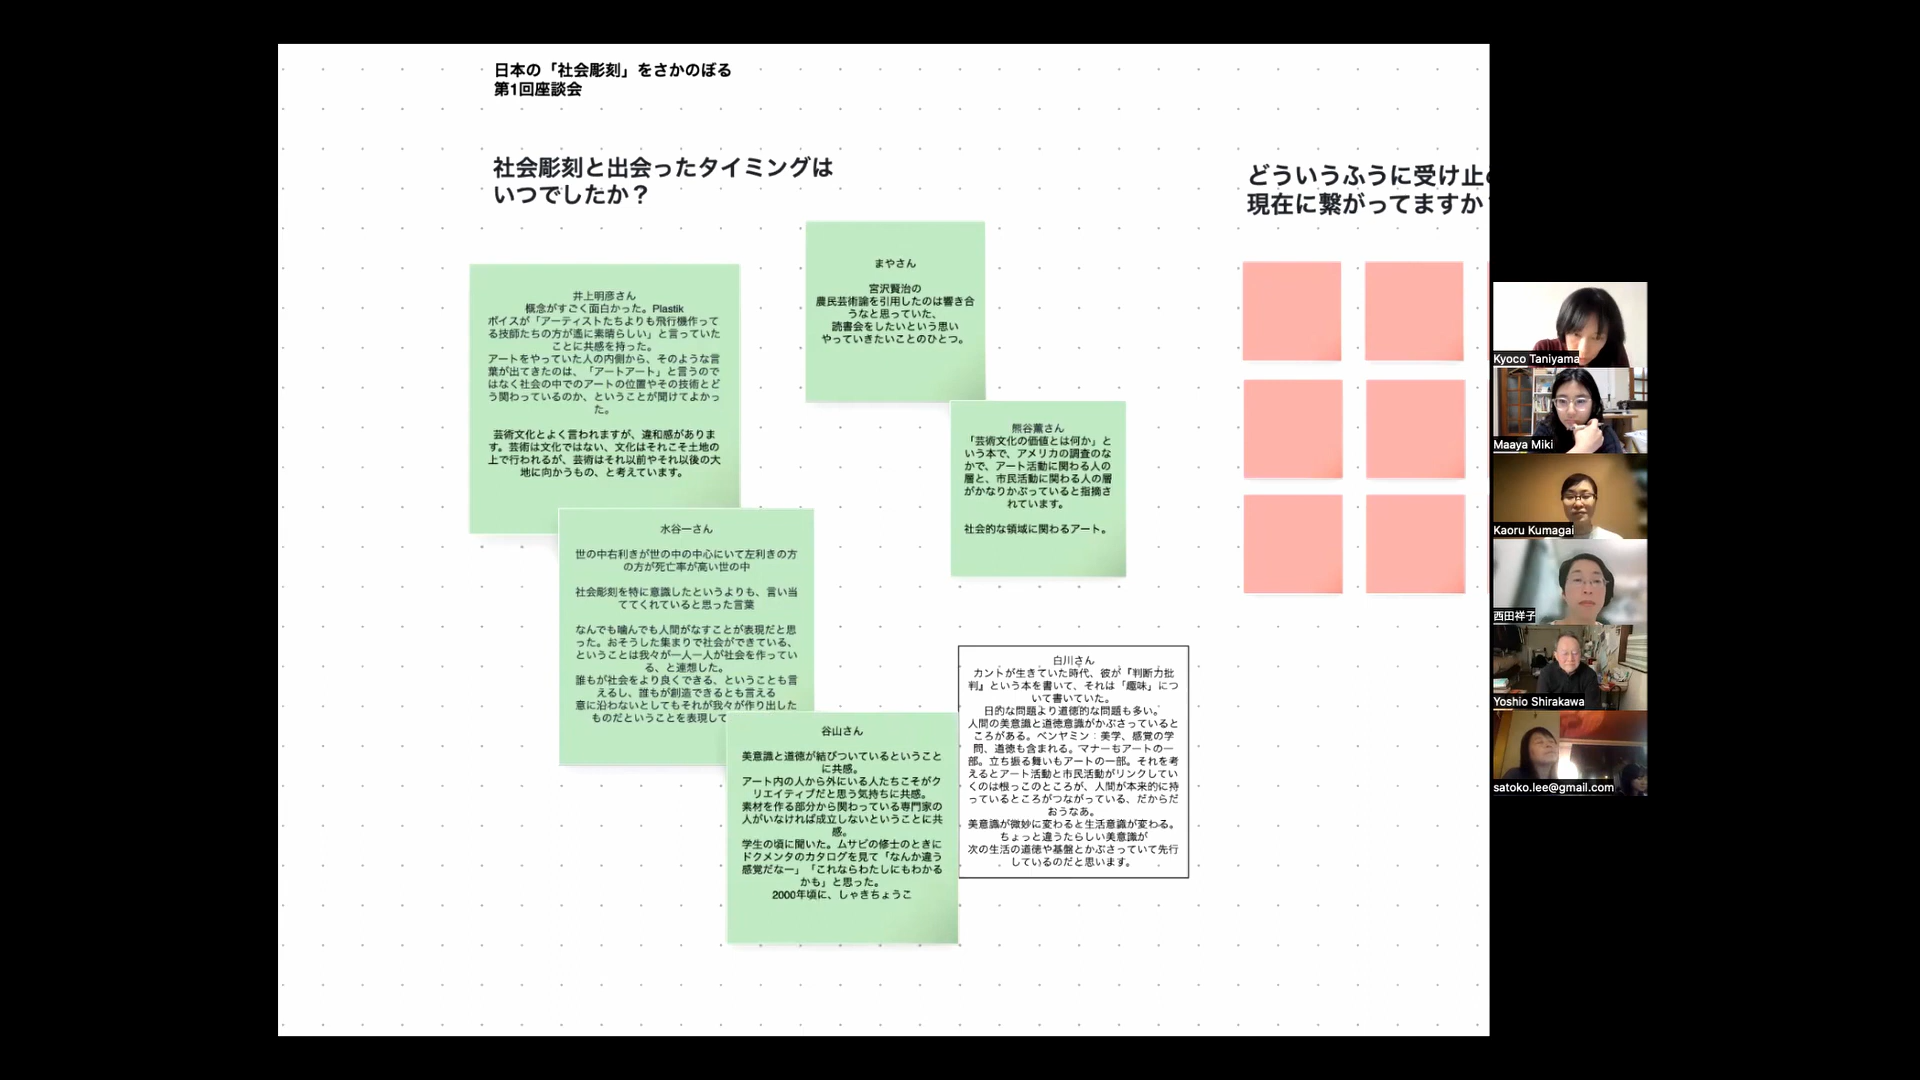 日本の「社会彫刻」をさかのぼる
第1回座談会
社会彫刻と出会ったタイミングは
いつでしたか？
井上明彦さん
概念がすごく面白かった。Plastik
ボイスが「アーティストたちよりも飛行機作って
る技師たちの方が遙に素晴らしい」と言っていた
ことに共感を持った。
アートをやっていた人の内側から、そのような言
葉が出てきたのは、「アートアート」と言うので
はなく社会の中でのアートの位置やその技術とど
う関わっているのか、ということが聞けてよかっ
た。
芸術文化とよく言われますが、違和感がありま
す。芸術は文化ではない、文化はそれこそ土地の
上で行われるが、芸術はそれ以前やそれ以後の大
地に向かうもの、と考えています。
まやさん
宮沢賢治の
農民芸術論を引用したのは響き合
うなと思っていた、
読書会をしたいという思い
やっていきたいことのひとつ。
熊谷薫さん
「芸術文化の価値とは何か」と
いう本で、アメリカの調査のな
かで、アート活動に関わる人の
層と、市民活動に関わる人の層
がかなりかぶっていると指摘さ
れています。
社会的な領域に関わるアート。
水谷一さん
世の中右利きが世の中の中心にいて左利きの方
の方が死亡率が高い世の中
社会彫刻を特に意識したというよりも、言い当
ててくれていると思った言葉
なんでも噛んでも人間がなすことが表現だと思
った。おそうした集まりで社会ができている、
ということは我々が一人一人が社会を作ってい
る、と連想した。
誰もが社会をより良くできる、ということも言
えるし、誰もが創造できるとも言える
意に沿わないとしてもそれが我々が作り出した
ものだということを表現して
谷山さん
美意識と道徳が結びついているということ
に共感。
アート内の人から外にいる人たちこそがク
リエイティブだと思う気持ちに共感。
素材を作る部分から関わっている専門家の
人がいなければ成立しないということに共
感。
学生の頃に聞いた。ムサビの修士のときに
ドクメンタのカタログを見て「なんか違う
感覚だなー」「これならわたしにもわかる
かも」と思った。
2000年頃に、しゃきちょうこ
白川さん
カントが生きていた時代、彼が『判断力批
判』という本を書いて、それは「趣味」につ
いて書いていた。
日的な問題より道徳的な問題も多い。
人間の美意識と道徳意識がかぶさっていると
ころがある。ベンヤミン：美学、感覚の学
問、道徳も含まれる。マナーもアートの一
部。立ち振る舞いもアートの一部。それを考
えるとアート活動と市民活動がリンクしてい
くのは根っこのところが、人間が本来的に持
っているところがつながっている、だからだ
おうなあ。
美意識が微妙に変わると生活意識が変わる。
ちょっと違うたらしい美意識が
次の生活の道徳や基盤とかぶさっていて先行
しているのだと思います。
どういうふうに受け止め
現在に繋がってますか
Kyoco Taniyama
Maaya Miki
Kaoru Kumagai
西田祥子
Yoshio Shirakawa
satoko.lee@gmail.com